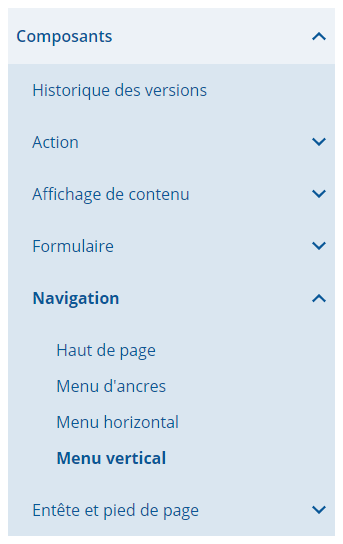 Composants
Historique des versions
Action
Affichage de contenu
Formulaire
Navigation
Haut de page
Menu d'ancres
Menu horizontal
Menu vertical
Entête et pied de page